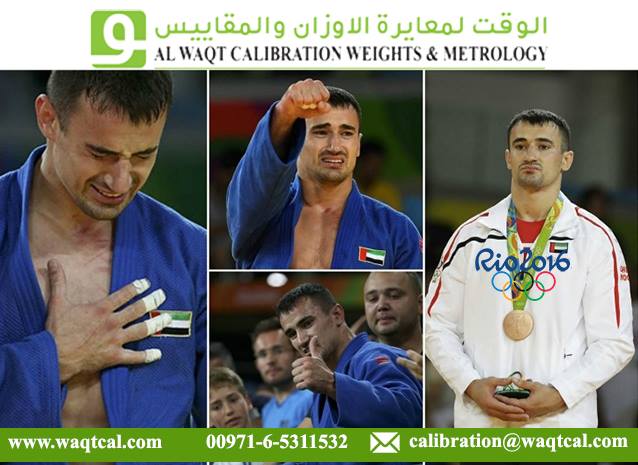 الوقت لمعايرة الاوزان والمقاييس
AL WAQT CALIBRATION WEIGHTS & METROLOGY
Rio2016
www.waqtcal.com 00971-6-5311532 calibration@waqtcal.com